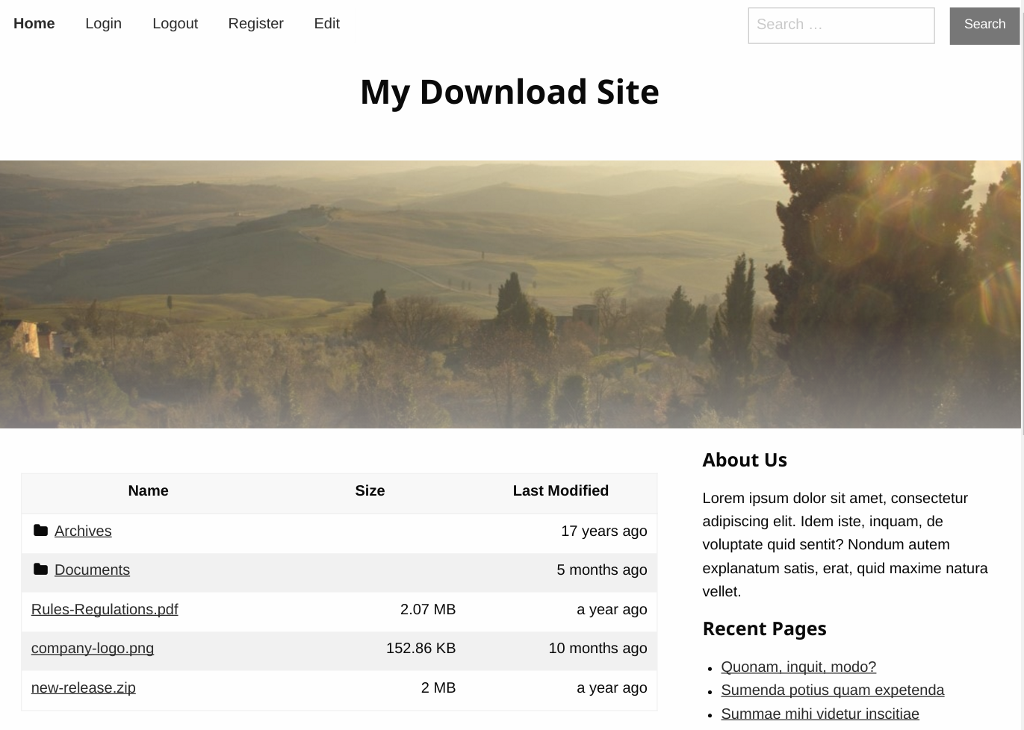 Home Login Logout Register Edit Search … Search
My Download Site
Name Size Last Modified
Archives 17 years ago
Documents 5 months ago
Rules-Regulations.pdf 2.07 MB a year ago
company-logo.png 152.86 KB 10 months ago
new-release.zip 2 MB a year ago
About Us
Lorem ipsum dolor sit amet, consectetur
adipiscing elit. Idem iste, inquam, de
voluptate quid sentit? Nondum autem
explanatum satis, erat, quid maxime natura
vellet.
Recent Pages
Quonam, inquit, modo?
Sumenda potius quam expetenda
Summae mihi videtur inscitiae